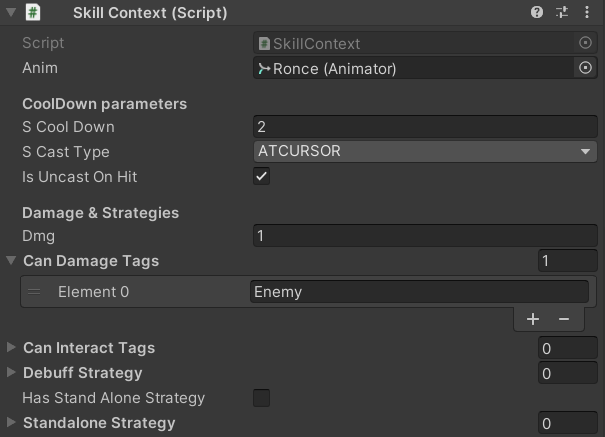 Skill Context (Script)
Script SkillContext
Anim Ronce (Animator)
CoolDown parameters
S Cool Down 2
S Cast Type ATCURSOR
Is Uncast On Hit
Damage & Strategies
Dmg 1
Can Damage Tags 1
Element 0 Enemy
Can Interact Tags 0
Debuff Strategy 0
Has Stand Alone Strategy
Standalone Strategy 0